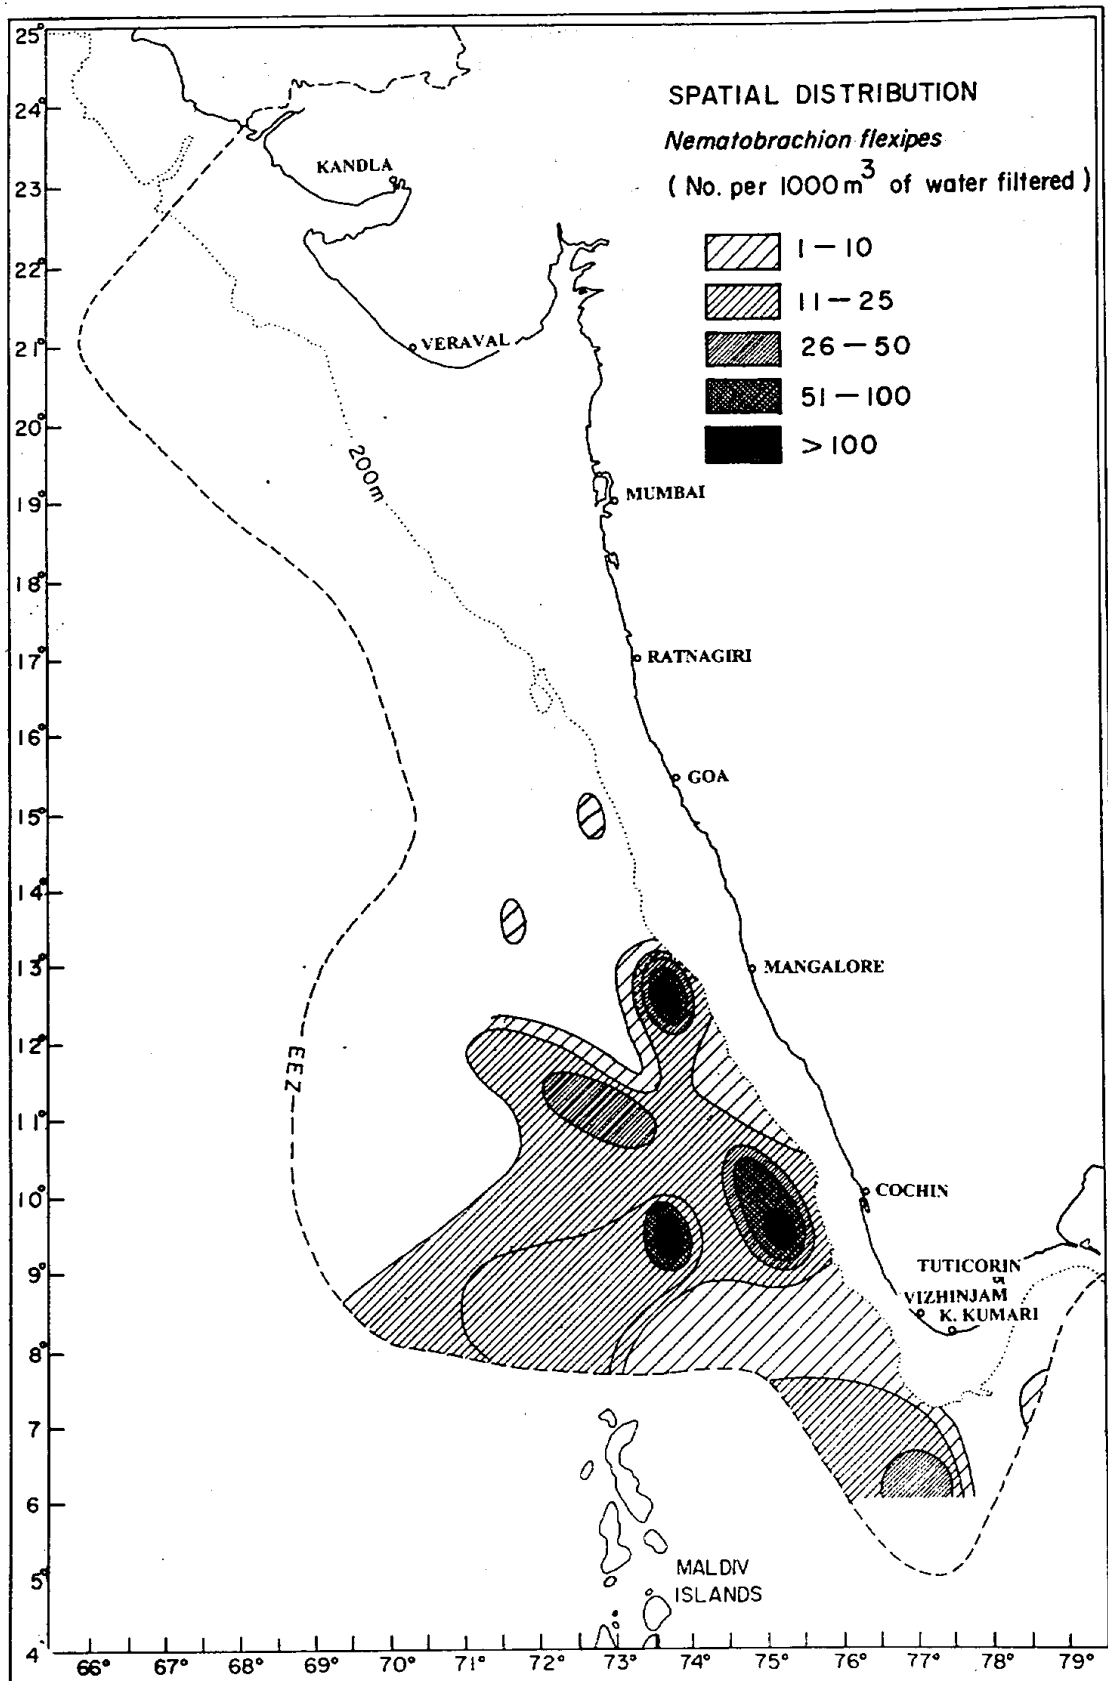 SPATIAL DISTRIBUTION
Nematobrachion flexipes
( No. per 1000 m³ of water filtered )
1 — 10
11 — 25
26 — 50
51 — 100
> 100
25°
24°
23°
22°
21°
20°
19°
18°
17°
16°
15°
14°
13°
12°
11°
10°
9°
8°
7°
6°
5°
4°
KANDLA
VERAVAL
200m
MUMBAI
RATNAGIRI
GOA
MANGALORE
EEZ
COCHIN
TUTICORIN
VIZHINJAM
K. KUMARI
MALDIV
ISLANDS
66° 67° 68° 69° 70° 71° 72° 73° 74° 75° 76° 77° 78° 79°